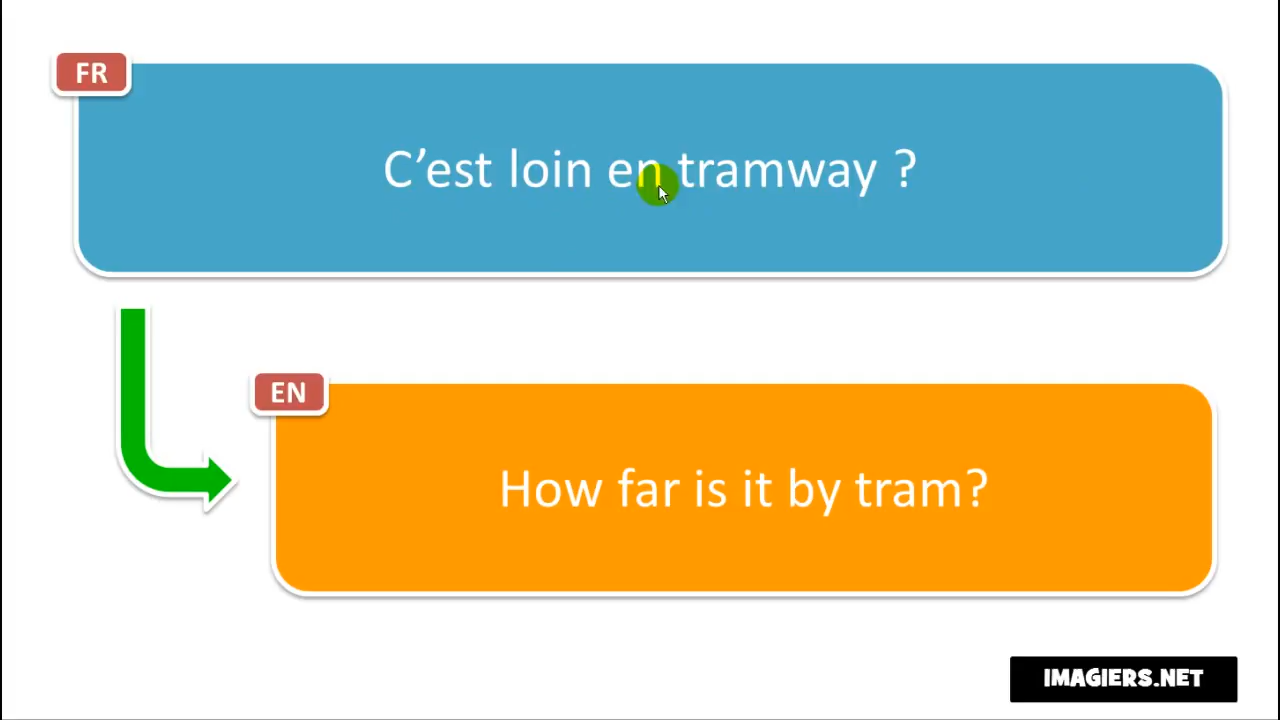 FR
C’est loin en tramway ?
EN
How far is it by tram?
IMAGIERS.NET